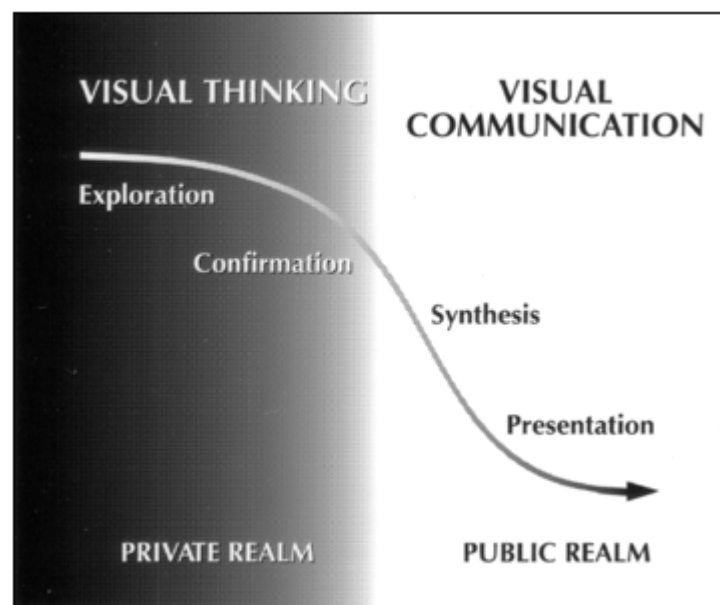 VISUAL THINKING
VISUAL
COMMUNICATION
Exploration
Confirmation
Synthesis
Presentation
PRIVATE REALM
PUBLIC REALM